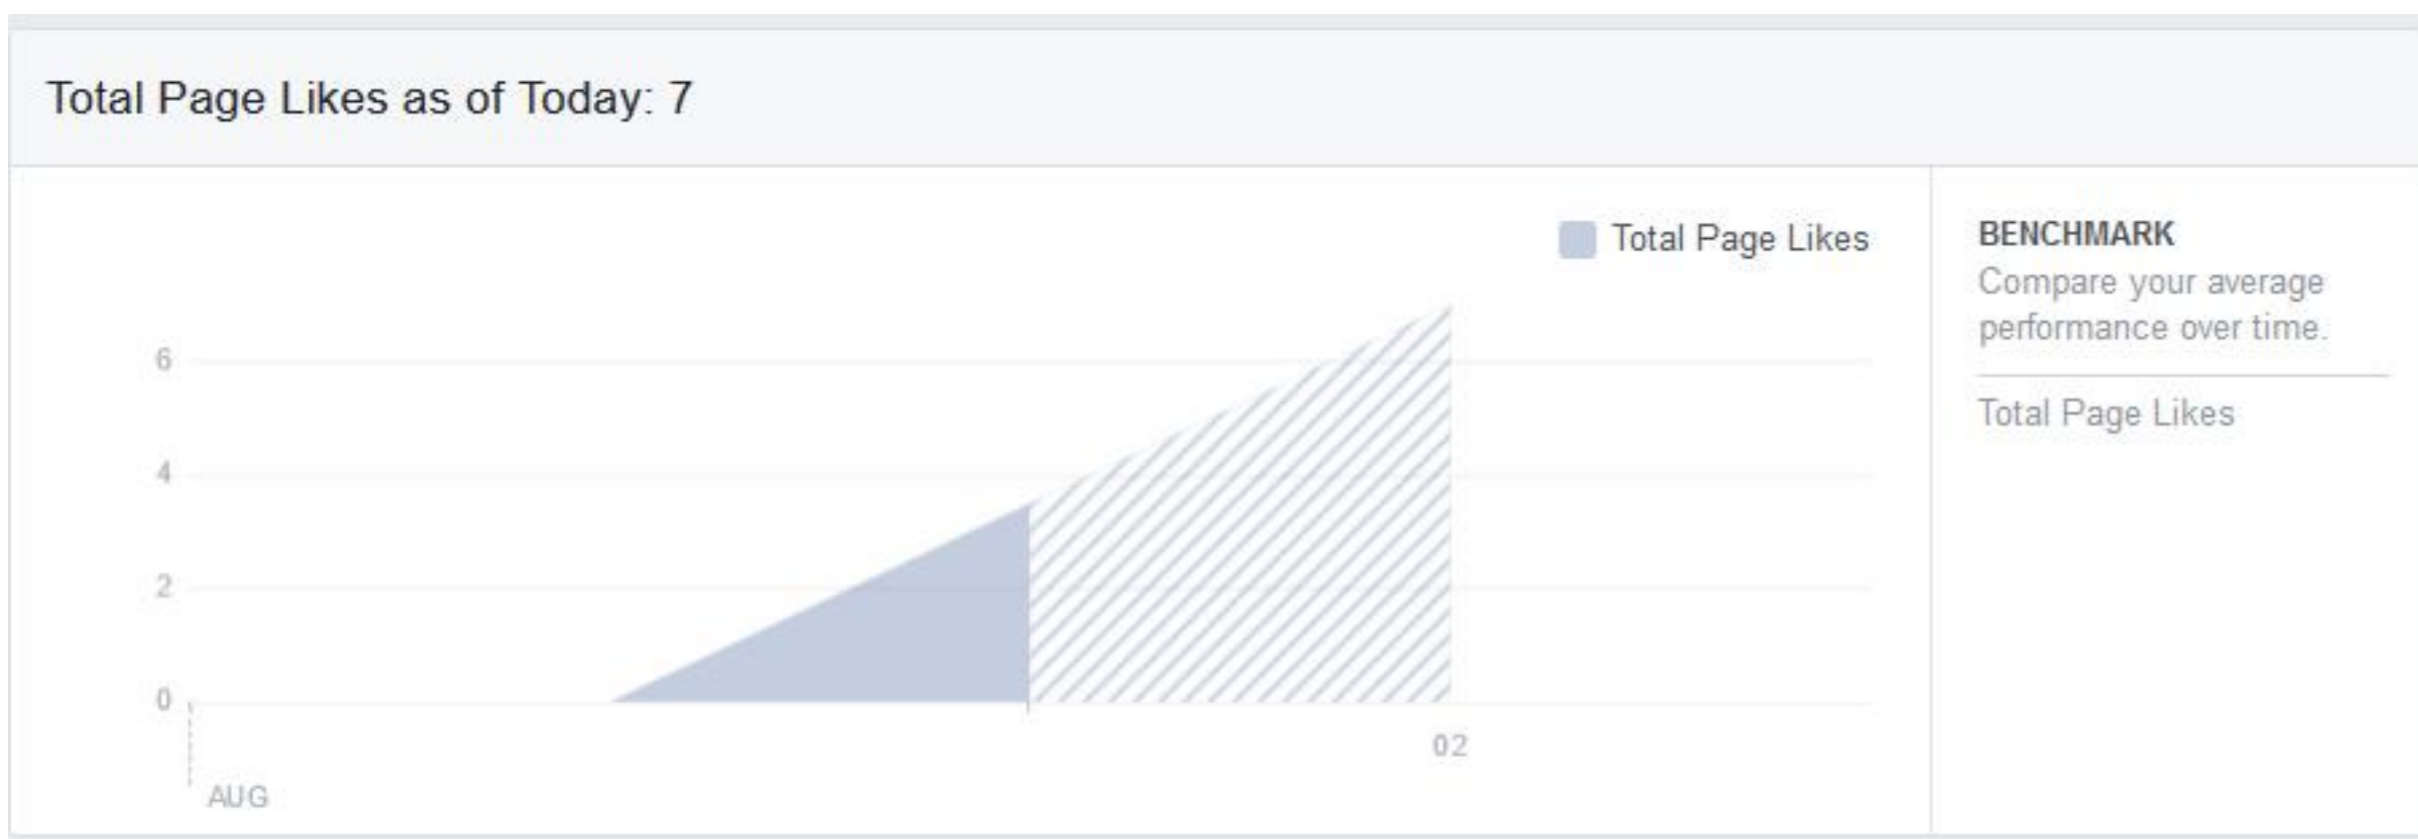 Total Page Likes as of Today: 7
Total Page Likes
6
4
2
0
02
AUG
BENCHMARK
Compare your average
performance over time.
Total Page Likes